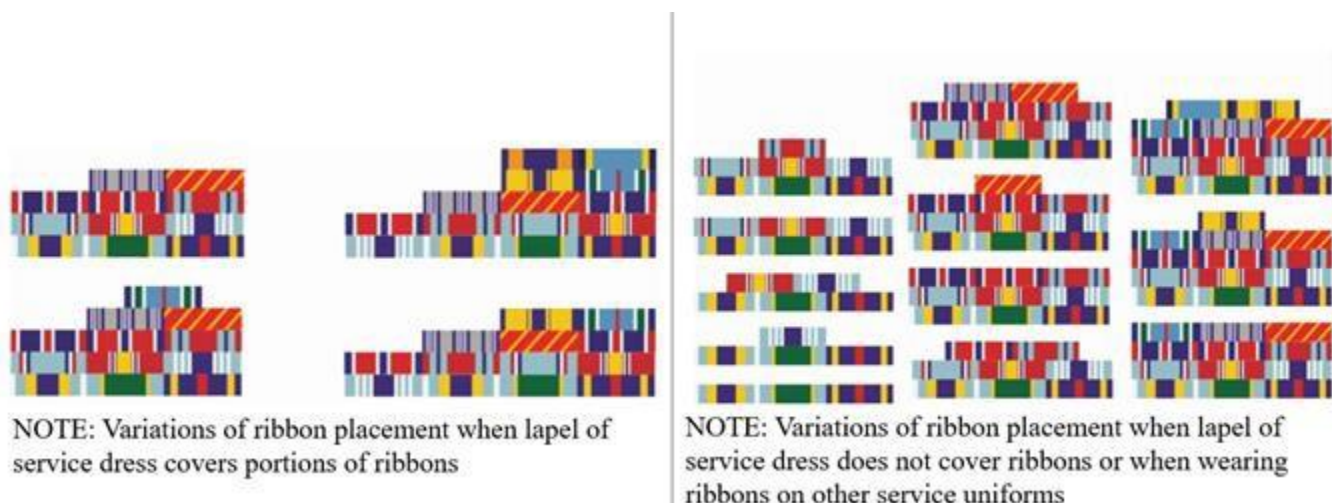 NOTE: Variations of ribbon placement when lapel of
service dress covers portions of ribbons
NOTE: Variations of ribbon placement when lapel of
service dress does not cover ribbons or when wearing
ribbons on other service uniforms